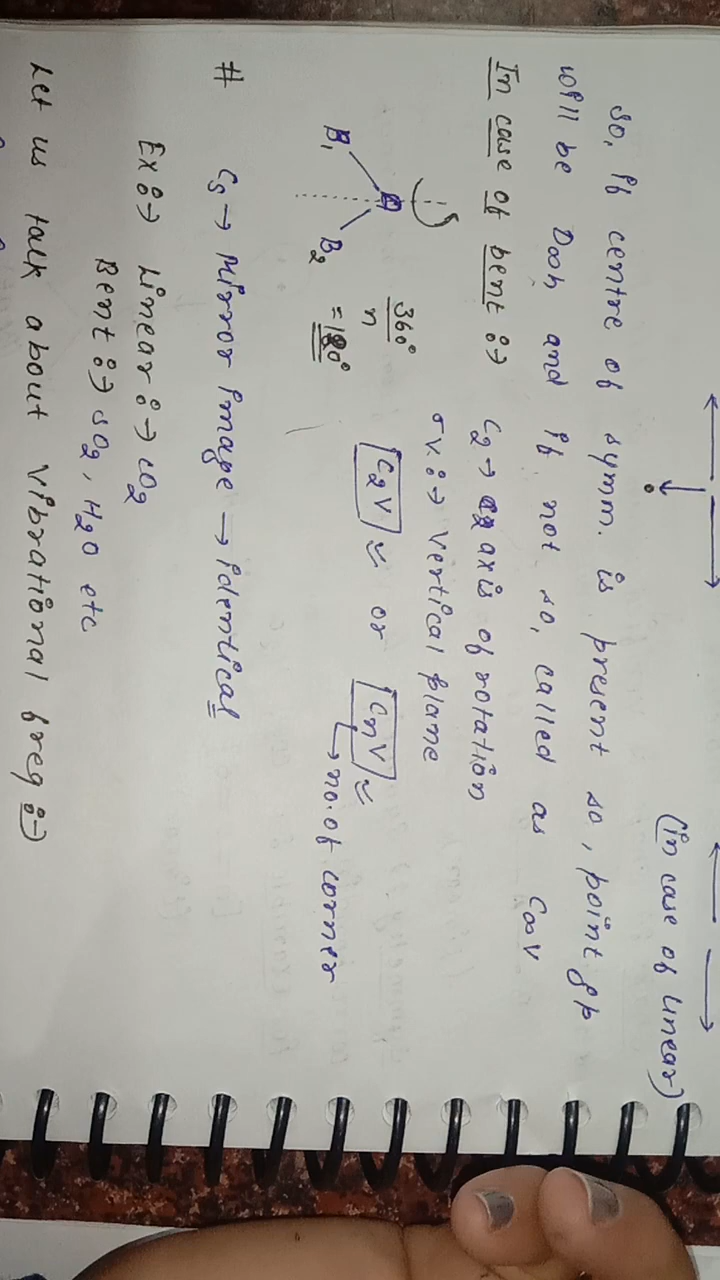 (in case of linear)
so, if centre of symm. is present so, point gp
will be D∞h and if not so, called as C∞v
In case of bent :→ C2 → axis of rotation
σv :→ vertical plane
B1 B2
360°
n
= 180°
C2V or CnV
→ no. of corner
# Cs → Mirror image → identical
Ex :→ Linear :→ CO2
Bent :→ SO2, H2O etc
Let us talk about vibrational freq :→